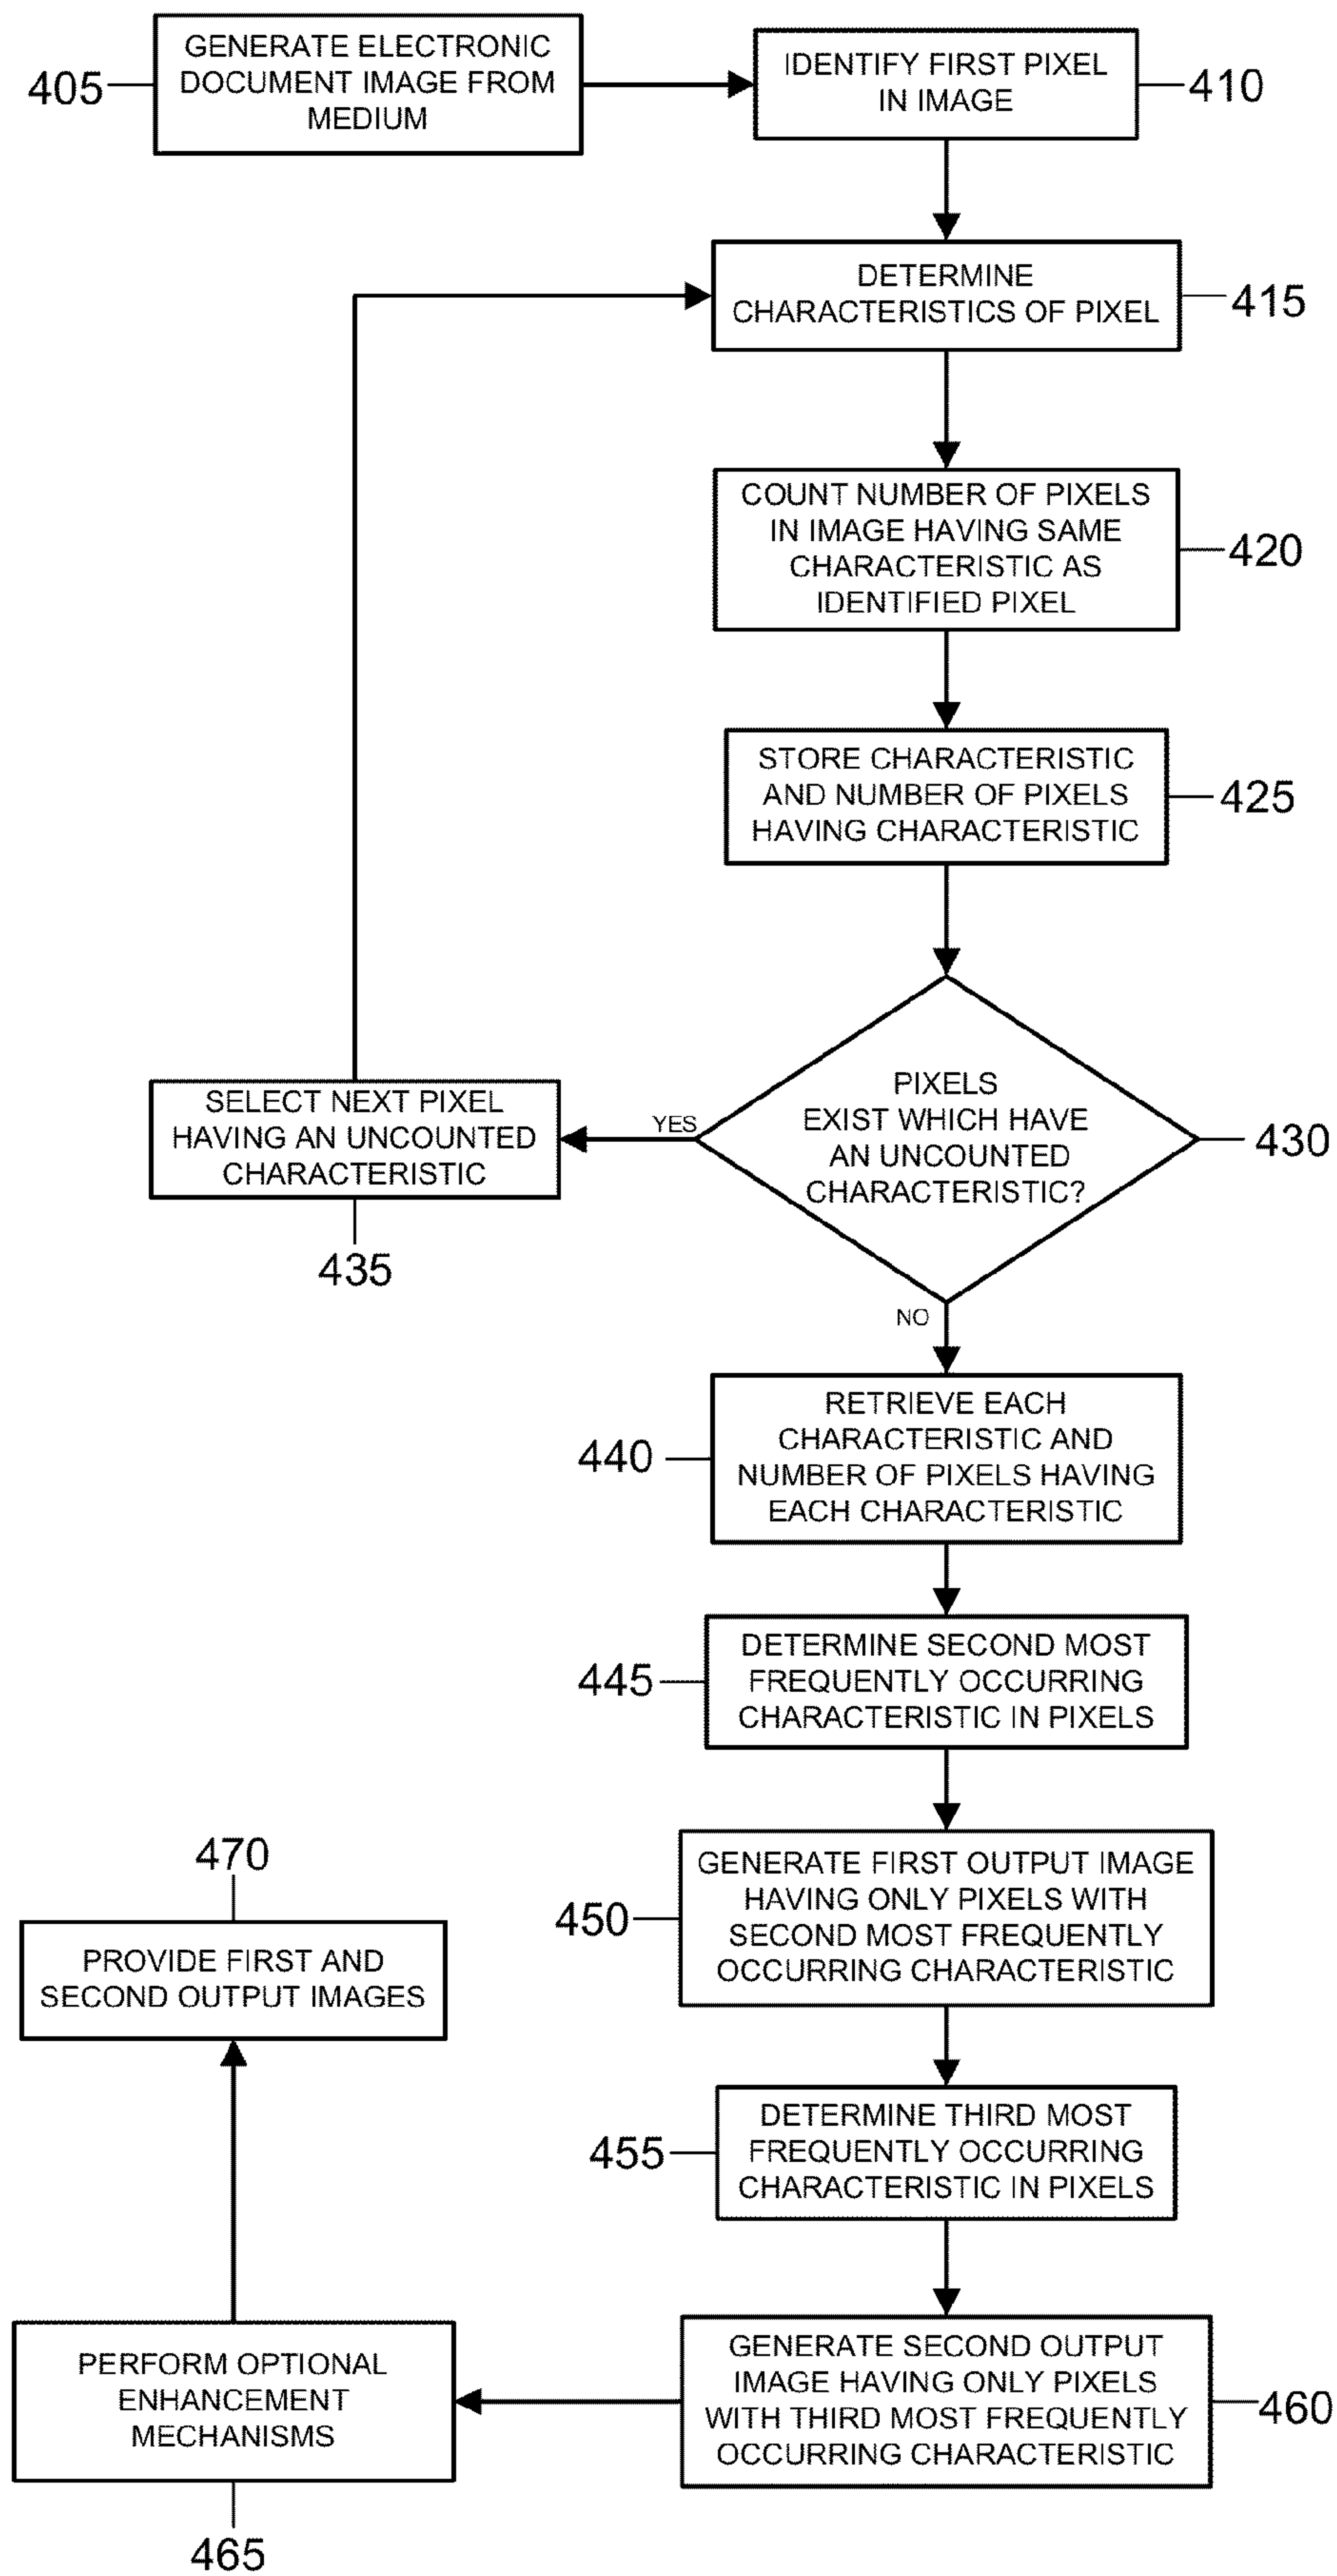 GENERATE ELECTRONIC
DOCUMENT IMAGE FROM
MEDIUM
405
IDENTIFY FIRST PIXEL
IN IMAGE
410
DETERMINE
CHARACTERISTICS OF PIXEL
415
COUNT NUMBER OF PIXELS
IN IMAGE HAVING SAME
CHARACTERISTIC AS
IDENTIFIED PIXEL
420
STORE CHARACTERISTIC
AND NUMBER OF PIXELS
HAVING CHARACTERISTIC
425
PIXELS
EXIST WHICH HAVE
AN UNCOUNTED
CHARACTERISTIC?
430
YES
SELECT NEXT PIXEL
HAVING AN UNCOUNTED
CHARACTERISTIC
435
NO
RETRIEVE EACH
CHARACTERISTIC AND
NUMBER OF PIXELS HAVING
EACH CHARACTERISTIC
440
DETERMINE SECOND MOST
FREQUENTLY OCCURRING
CHARACTERISTIC IN PIXELS
445
GENERATE FIRST OUTPUT IMAGE
HAVING ONLY PIXELS WITH
SECOND MOST FREQUENTLY
OCCURRING CHARACTERISTIC
450
DETERMINE THIRD MOST
FREQUENTLY OCCURRING
CHARACTERISTIC IN PIXELS
455
GENERATE SECOND OUTPUT
IMAGE HAVING ONLY PIXELS
WITH THIRD MOST FREQUENTLY
OCCURRING CHARACTERISTIC
460
PERFORM OPTIONAL
ENHANCEMENT
MECHANISMS
465
470
PROVIDE FIRST AND
SECOND OUTPUT IMAGES